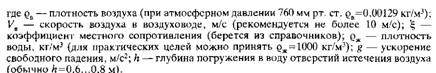 где ϱв – плотность воздуха (при атмосферном давлении 760 мм рт. ст. ϱв=0.00129 кг/м³);
Vв – скорость воздуха в воздуховоде, м/с (рекомендуется не более 10 м/с); ξ –
коэффициент местного сопротивления (берется из справочников); ϱж – плотность
воды, кг/м³ (для практических целей можно принять ϱж=1000 кг/м³); g – ускорение
свободного падения, м/с²; h – глубина погружения в воду отверстий истечения воздуха
(обычно h=0,6...0,8 м).